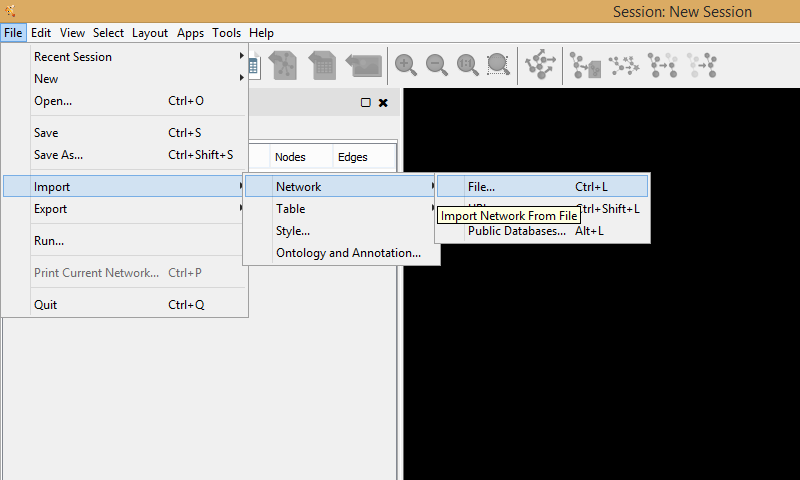 Session: New Session
File Edit View Select Layout Apps Tools Help
Recent Session
New
Open... Ctrl+O
Save Ctrl+S
Save As... Ctrl+Shift+S
Nodes Edges
Import Network File... Ctrl+L
Export Table Ctrl+Shift+L
Import Network From File
Style... Public Databases... Alt+L
Run...
Ontology and Annotation...
Print Current Network... Ctrl+P
Quit Ctrl+Q